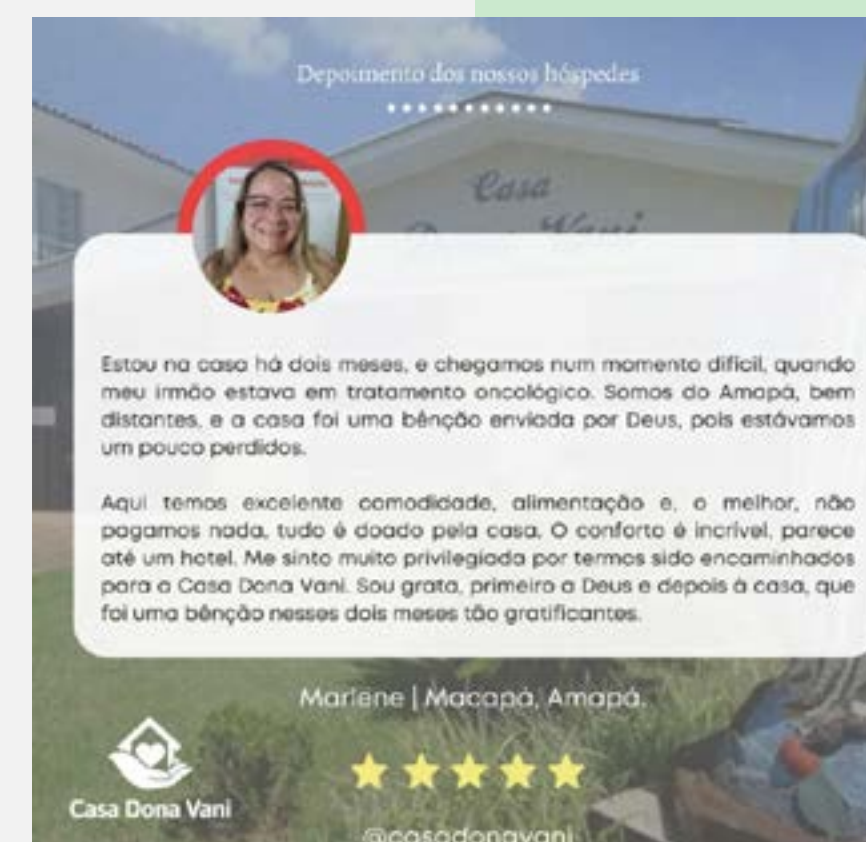 Depoimento dos nossos hóspedes
Casa
Vani
Estou na casa há dois meses, e chegamos num momento difícil, quando
meu irmão estava em tratamento oncológico. Somos do Amapá, bem
distantes, e a casa foi uma bênção enviada por Deus, pois estávamos
um pouco perdidos.
Aqui temos excelente comodidade, alimentação e, o melhor, não
pagamos nada, tudo é doado pela casa. O conforto é incrível, parece
até um hotel. Me sinto muito privilegiada por termos sido encaminhados
para a Casa Dona Vani. Sou grata, primeiro a Deus e depois à casa, que
foi uma bênção nesses dois meses tão gratificantes.
Marlene | Macapá, Amapá.
Casa Dona Vani
@casadonavani